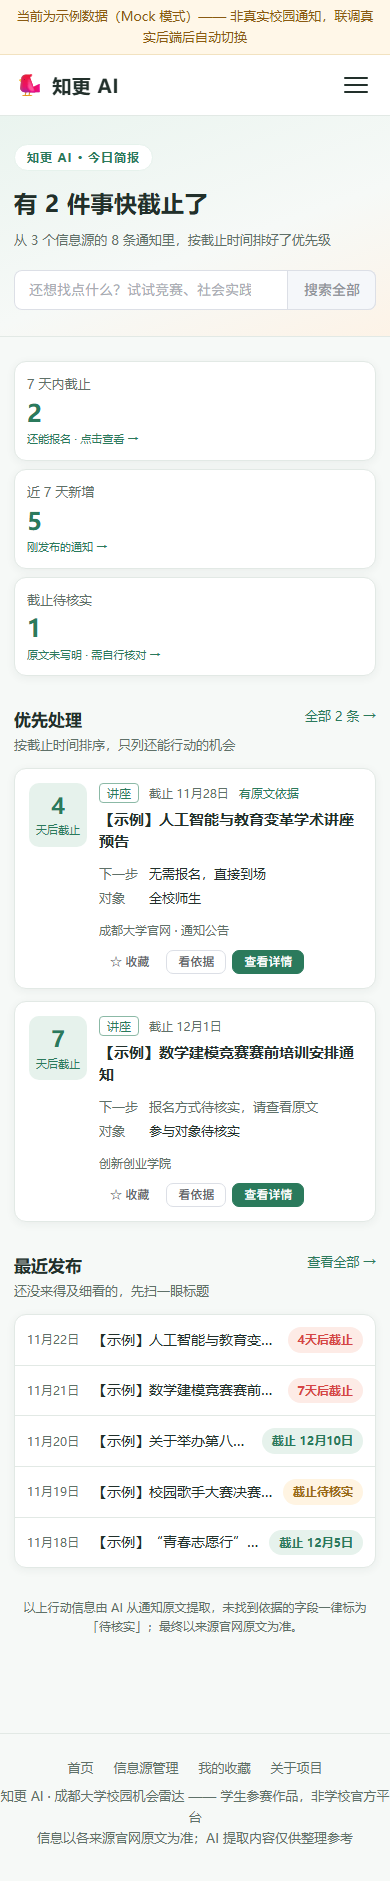 当前为示例数据（Mock 模式）—— 非真实校园通知，联调真
实后端后自动切换
知更 AI
知更 AI · 今日简报
有 2 件事快截止了
从 3 个信息源的 8 条通知里，按截止时间排好了优先级
还想找点什么？试试竞赛、社会实践
搜索全部
7 天内截止
2
还能报名 · 点击查看 →
近 7 天新增
5
刚发布的通知 →
截止待核实
1
原文未写明 · 需自行核对 →
优先处理
全部 2 条 →
按截止时间排序，只列还能行动的机会
4
天后截止
讲座 截止 11月28日 有原文依据
【示例】人工智能与教育变革学术讲座
预告
下一步 无需报名，直接到场
对象 全校师生
成都大学官网 · 通知公告
☆ 收藏 看依据 查看详情
7
天后截止
讲座 截止 12月1日
【示例】数学建模竞赛赛前培训安排通
知
下一步 报名方式待核实，请查看原文
对象 参与对象待核实
创新创业学院
☆ 收藏 看依据 查看详情
最近发布
查看全部 →
还没来得及细看的，先扫一眼标题
11月22日 【示例】人工智能与教育变... 4天后截止
11月21日 【示例】数学建模竞赛赛前... 7天后截止
11月20日 【示例】关于举办第八... 截止 12月10日
11月19日 【示例】校园歌手大赛决赛... 截止待核实
11月18日 【示例】“青春志愿行”... 截止 12月5日
以上行动信息由 AI 从通知原文提取，未找到依据的字段一律标为
「待核实」；最终以来源官网原文为准。
首页 信息源管理 我的收藏 关于项目
知更 AI · 成都大学校园机会雷达 —— 学生参赛作品，非学校官方平
台
信息以各来源官网原文为准；AI 提取内容仅供整理参考